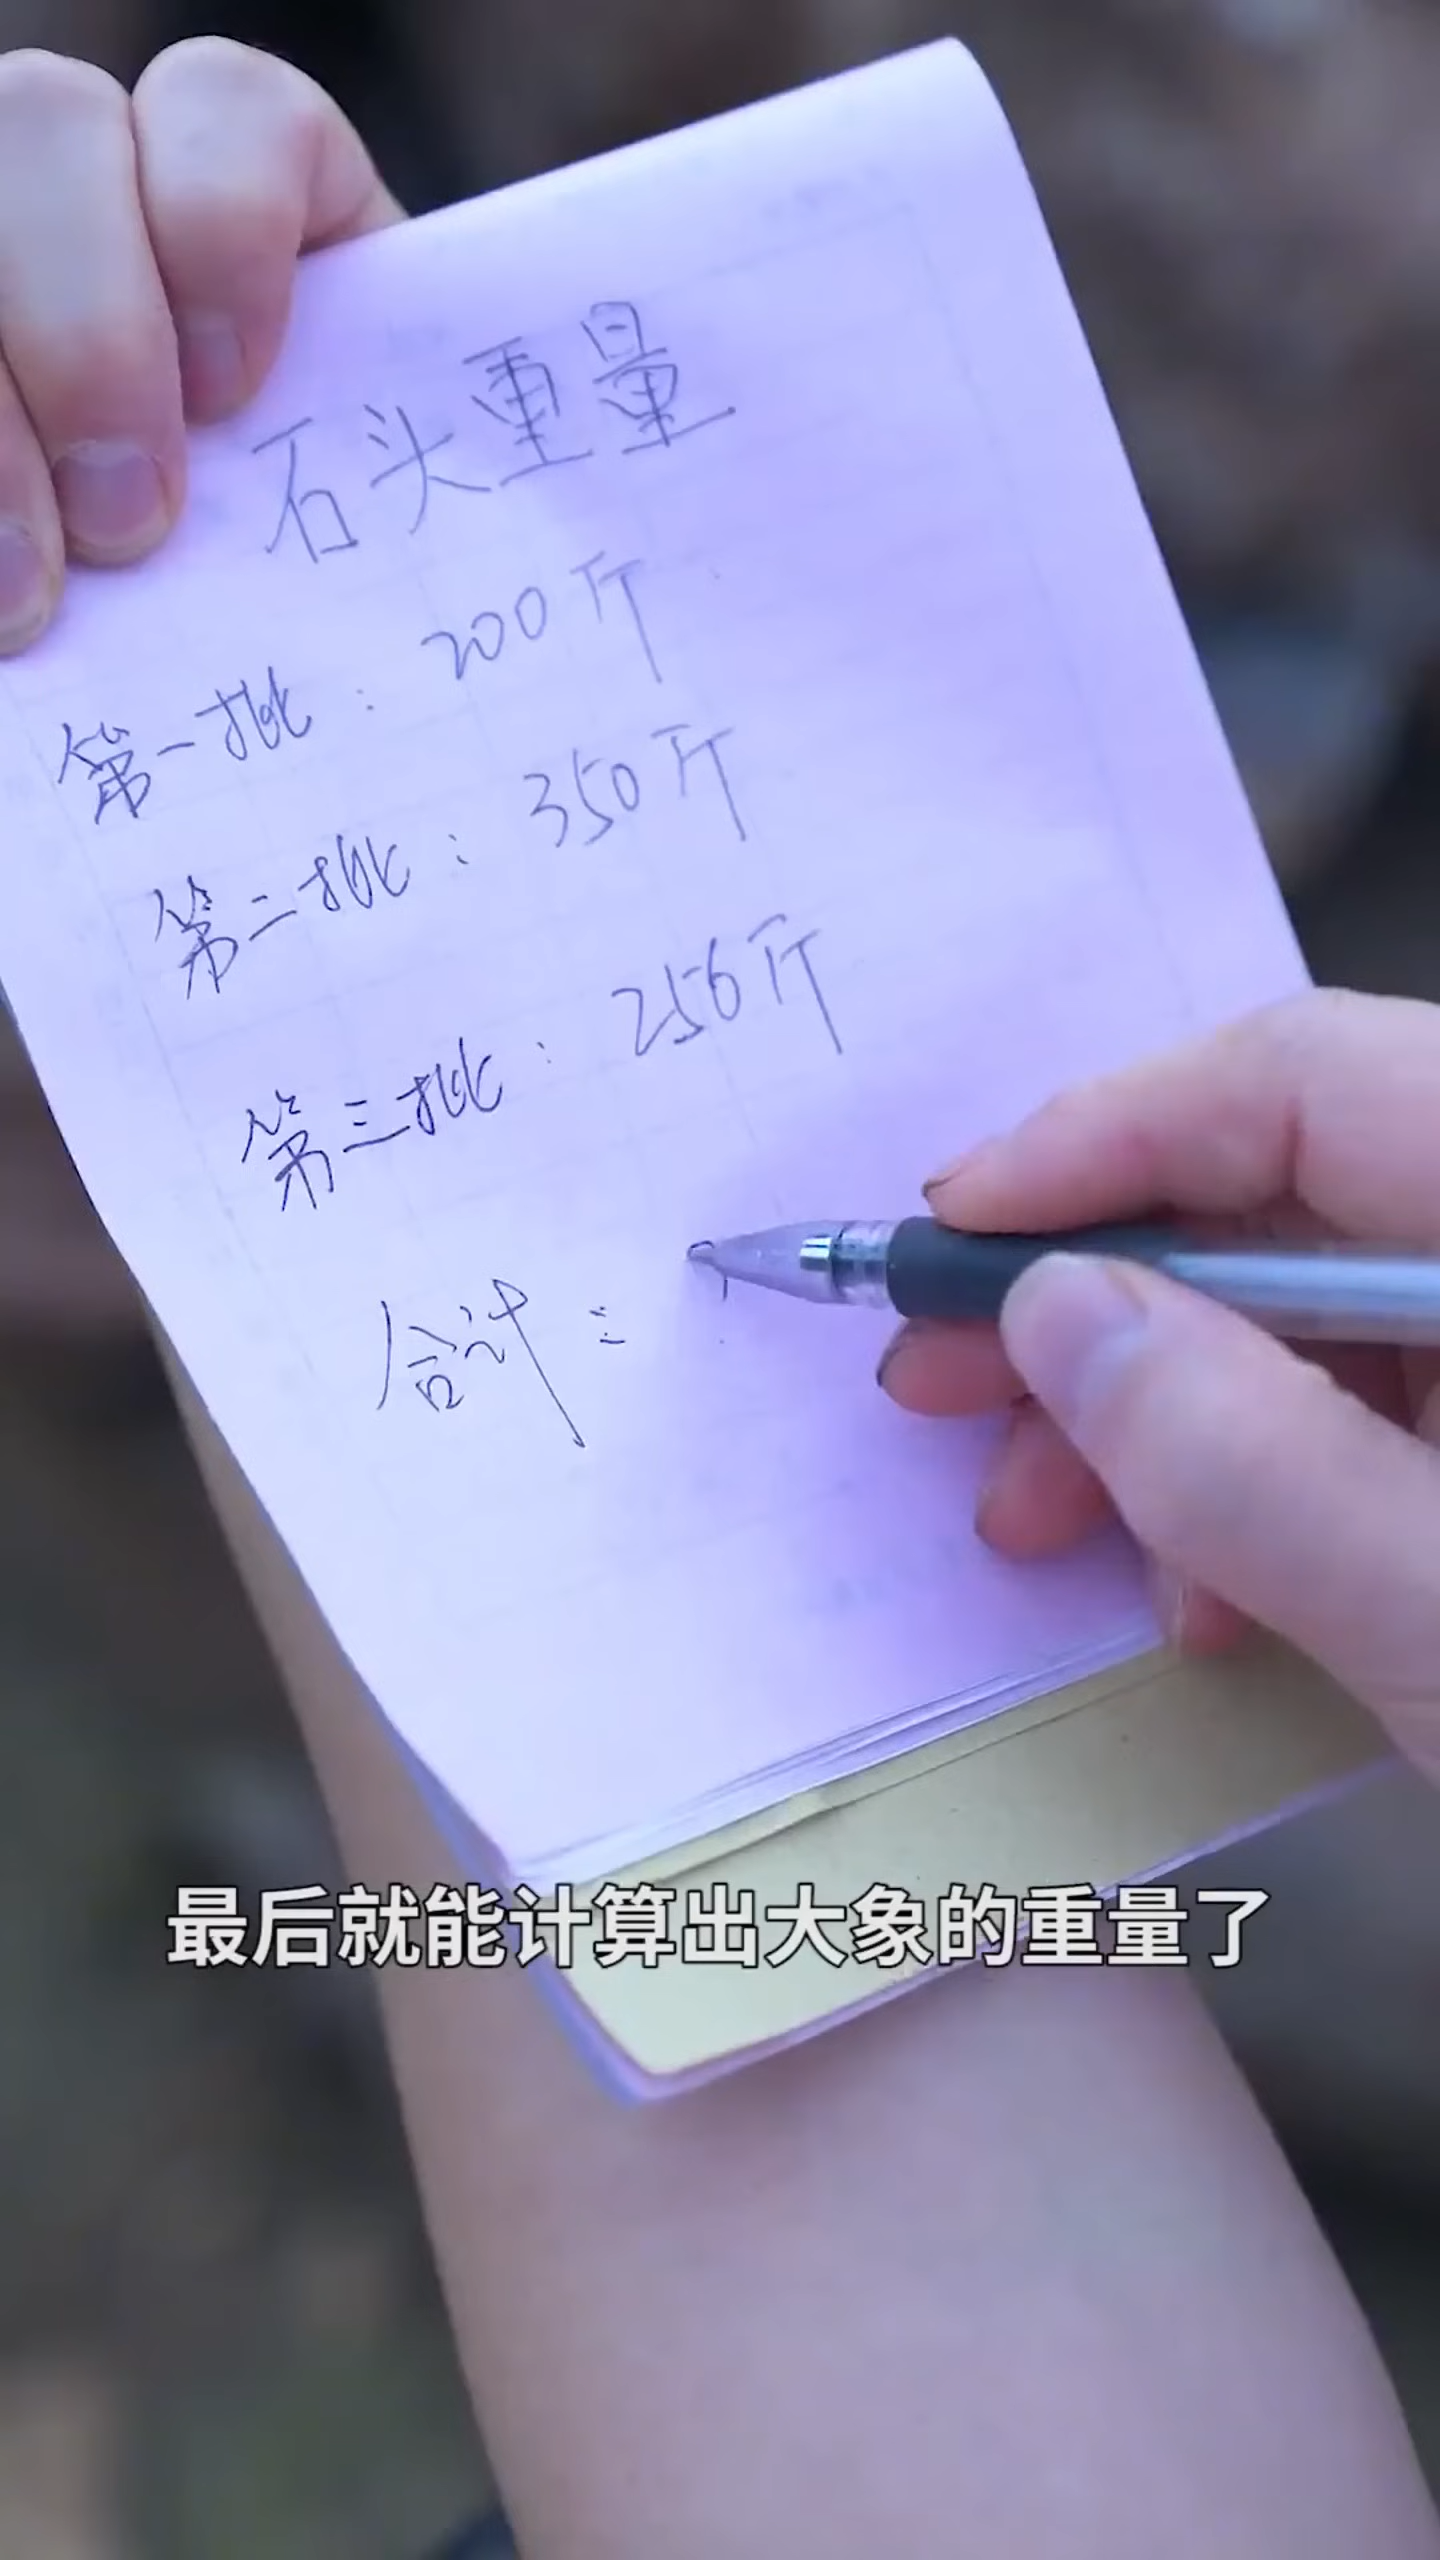 石头重量
第一批：200斤
第二批：350斤
第三批：256斤
合计：
最后就能计算出大象的重量了